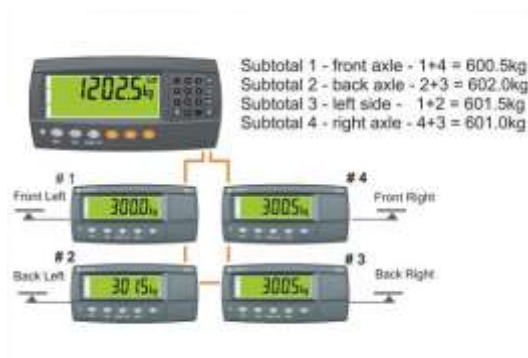 1202.5kg
Subtotal 1 - front axle - 1+4 = 600.5kg
Subtotal 2 - back axle - 2+3 = 602.0kg
Subtotal 3 - left side - 1+2 = 601.5kg
Subtotal 4 - right axle - 4+3 = 601.0kg
# 1
# 4
Front Left
300.0kg
300.5kg
Front Right
# 2
# 3
Back Left
301.5kg
300.5kg
Back Right